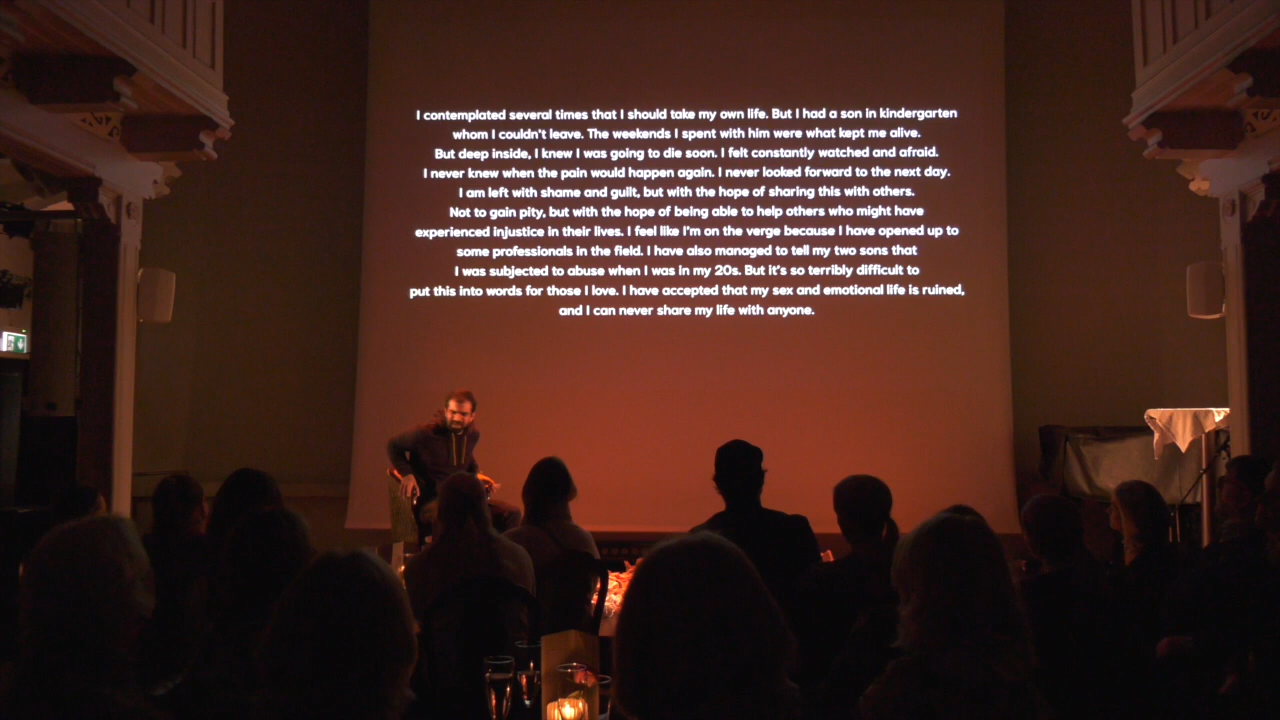 I contemplated several times that I should take my own life. But I had a son in kindergarten
whom I couldn't leave. The weekends I spent with him were what kept me alive.
But deep inside, I knew I was going to die soon. I felt constantly watched and afraid.
I never knew when the pain would happen again. I never looked forward to the next day.
I am left with shame and guilt, but with the hope of sharing this with others.
Not to gain pity, but with the hope of being able to help others who might have
experienced injustice in their lives. I feel like I'm on the verge because I have opened up to
some professionals in the field. I have also managed to tell my two sons that
I was subjected to abuse when I was in my 20s. But it's so terribly difficult to
put this into words for those I love. I have accepted that my sex and emotional life is ruined,
and I can never share my life with anyone.